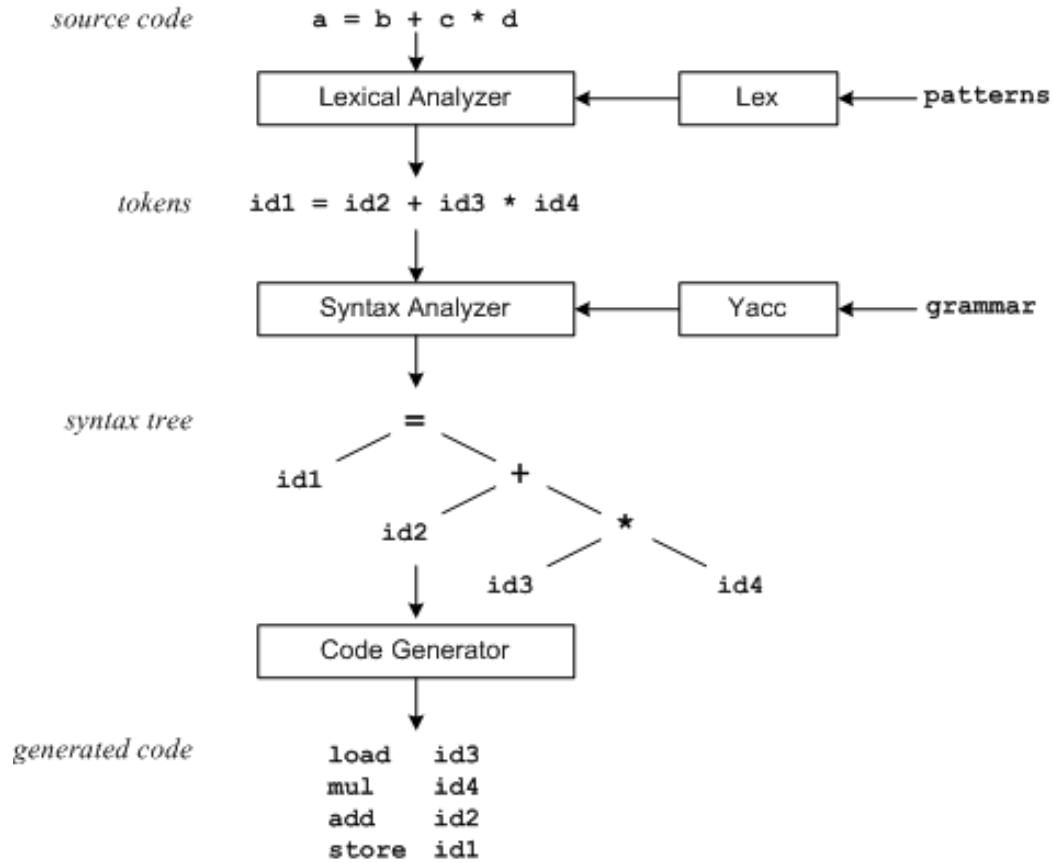 source code a = b + c * d
Lexical Analyzer Lex patterns
tokens id1 = id2 + id3 * id4
Syntax Analyzer Yacc grammar
syntax tree =
id1 +
id2 *
id3 id4
Code Generator
generated code load id3
mul id4
add id2
store id1